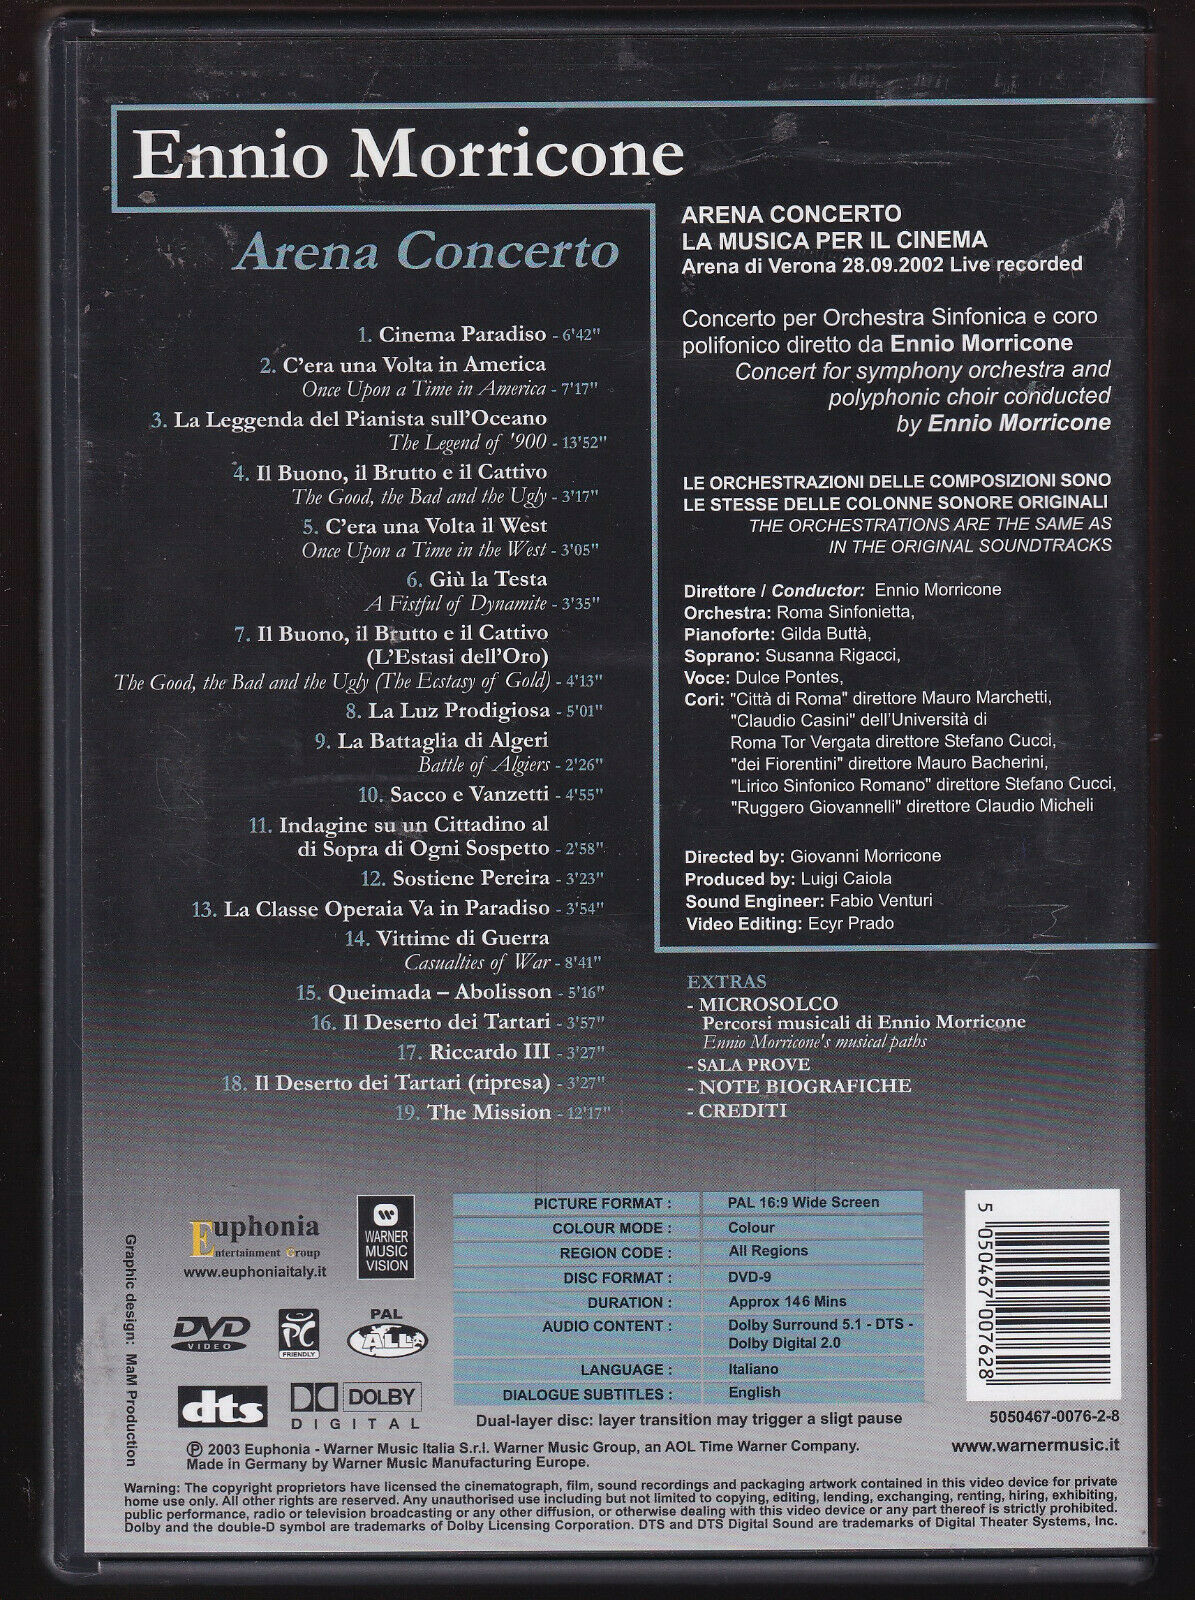 Ennio Morricone
Arena Concerto
1. Cinema Paradiso - 6'42"
2. C'era una Volta in America
Once Upon a Time in America - 7'17"
3. La Leggenda del Pianista sull'Oceano
The Legend of '900 - 13'52"
4. Il Buono, il Brutto e il Cattivo
The Good, the Bad and the Ugly - 3'17"
5. C'era una Volta il West
Once Upon a Time in the West - 3'05"
6. Giù la Testa
A Fistful of Dynamite - 3'35"
7. Il Buono, il Brutto e il Cattivo
(L'Estasi dell'Oro)
The Good, the Bad and the Ugly (The Ecstasy of Gold) - 4'13"
8. La Luz Prodigiosa - 5'01"
9. La Battaglia di Algeri
Battle of Algiers - 2'26"
10. Sacco e Vanzetti - 4'55"
11. Indagine su un Cittadino al
di Sopra di Ogni Sospetto - 2'58"
12. Sostiene Pereira - 3'23"
13. La Classe Operaia Va in Paradiso - 3'54"
14. Vittime di Guerra
Casualties of War - 8'41"
15. Queimada – Abolisson - 5'16"
16. Il Deserto dei Tartari - 3'57"
17. Riccardo III - 3'27"
18. Il Deserto dei Tartari (ripresa) - 3'27"
19. The Mission - 12'17"
ARENA CONCERTO
LA MUSICA PER IL CINEMA
Arena di Verona 28.09.2002 Live recorded
Concerto per Orchestra Sinfonica e coro
polifonico diretto da Ennio Morricone
Concert for symphony orchestra and
polyphonic choir conducted
by Ennio Morricone
LE ORCHESTRAZIONI DELLE COMPOSIZIONI SONO
LE STESSE DELLE COLONNE SONORE ORIGINALI
THE ORCHESTRATIONS ARE THE SAME AS
IN THE ORIGINAL SOUNDTRACKS
Direttore / Conductor: Ennio Morricone
Orchestra: Roma Sinfonietta,
Pianoforte: Gilda Buttà,
Soprano: Susanna Rigacci,
Voce: Dulce Pontes,
Cori: "Città di Roma" direttore Mauro Marchetti,
"Claudio Casini" dell'Università di
Roma Tor Vergata direttore Stefano Cucci,
"dei Fiorentini" direttore Mauro Bacherini,
"Lirico Sinfonico Romano" direttore Stefano Cucci,
"Ruggero Giovannelli" direttore Claudio Micheli
Directed by: Giovanni Morricone
Produced by: Luigi Caiola
Sound Engineer: Fabio Venturi
Video Editing: Ecyr Prado
EXTRAS
- MICROSOLCO
Percorsi musicali di Ennio Morricone
Ennio Morricone's musical paths
- SALA PROVE
- NOTE BIOGRAFICHE
- CREDITI
Graphic design: MaM Production
Euphonia
Entertainment Group
www.euphoniaitaly.it
WARNER
MUSIC
VISION
DVD
VIDEO
PC
FRIENDLY
PAL
ALL
dts
DOLBY
DIGITAL
PICTURE FORMAT : PAL 16:9 Wide Screen
COLOUR MODE : Colour
REGION CODE : All Regions
DISC FORMAT : DVD-9
DURATION : Approx 146 Mins
AUDIO CONTENT : Dolby Surround 5.1 - DTS -
Dolby Digital 2.0
LANGUAGE : Italiano
DIALOGUE SUBTITLES : English
Dual-layer disc: layer transition may trigger a sligt pause
5 050467 007628
5050467-0076-2-8
www.warnermusic.it
℗ 2003 Euphonia - Warner Music Italia S.r.l. Warner Music Group, an AOL Time Warner Company.
Made in Germany by Warner Music Manufacturing Europe.
Warning: The copyright proprietors have licensed the cinematograph, film, sound recordings and packaging artwork contained in this video device for private
home use only. All other rights are reserved. Any unauthorised use including but not limited to copying, editing, lending, exchanging, renting, hiring, exhibiting,
public performance, radio or television broadcasting or any other diffusion, or otherwise dealing with this video device or any part thereof is strictly prohibited.
Dolby and the double-D symbol are trademarks of Dolby Licensing Corporation. DTS and DTS Digital Sound are trademarks of Digital Theater Systems, Inc.